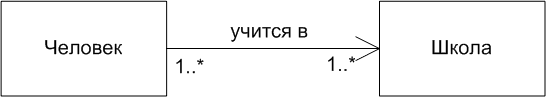 учится в
Человек
Школа
1..*
1..*